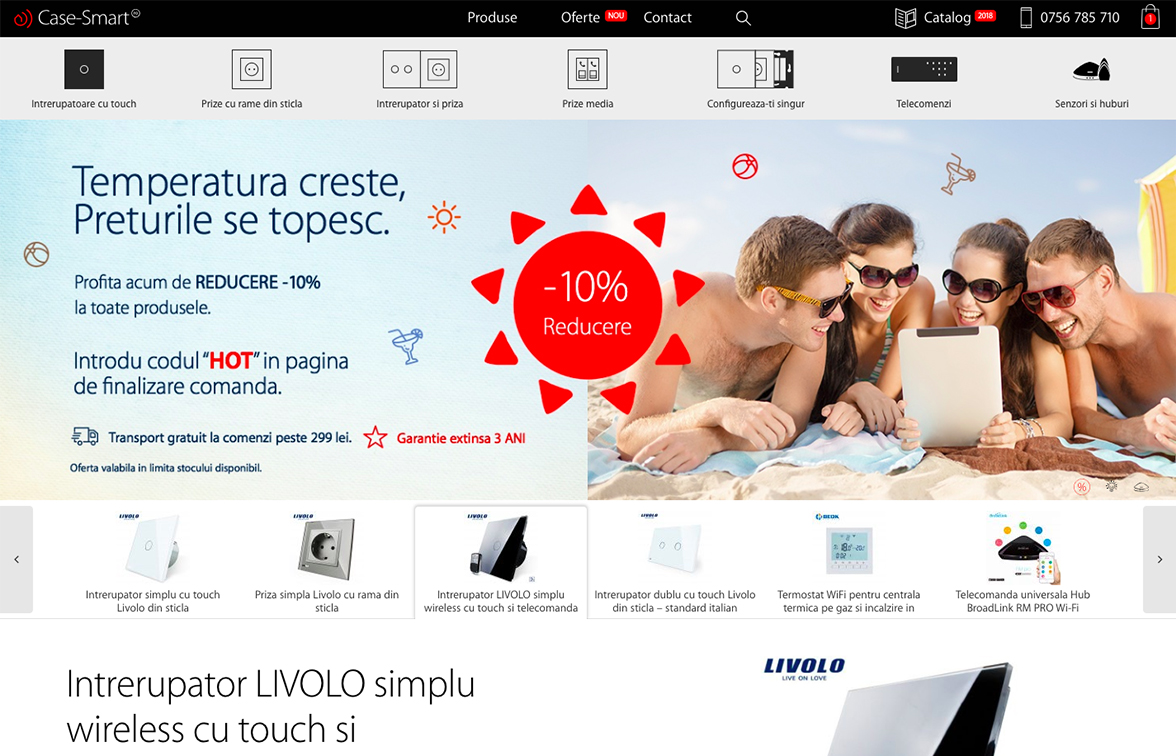 Case-Smart
Produse
Oferte NOU
Contact
Catalog 2018
0756 785 710
1
Intrerupatoare cu touch
Prize cu rame din sticla
Intrerupator si priza
Prize media
Configureaza-ti singur
Telecomenzi
Senzori si huburi
Temperatura creste,
Preturile se topesc.
Profita acum de REDUCERE -10%
la toate produsele.
Introdu codul “HOT” in pagina
de finalizare comanda.
Transport gratuit la comenzi peste 299 lei.
Garantie extinsa 3 ANI
Oferta valabila in limita stocului disponibil.
-10%
Reducere
%
LIVOLO
Intrerupator simplu cu touch
Livolo din sticla
LIVOLO
Priza simpla Livolo cu rama din
sticla
LIVOLO
Intrerupator LIVOLO simplu
wireless cu touch si telecomanda
LIVOLO
Intrerupator dublu cu touch Livolo
din sticla – standard italian
BEOK
Termostat WiFi pentru centrala
termica pe gaz si incalzire in
Telecomanda universala Hub
BroadLink RM PRO Wi-Fi
Intrerupator LIVOLO simplu
wireless cu touch si
LIVOLO
LIVE ON LOVE